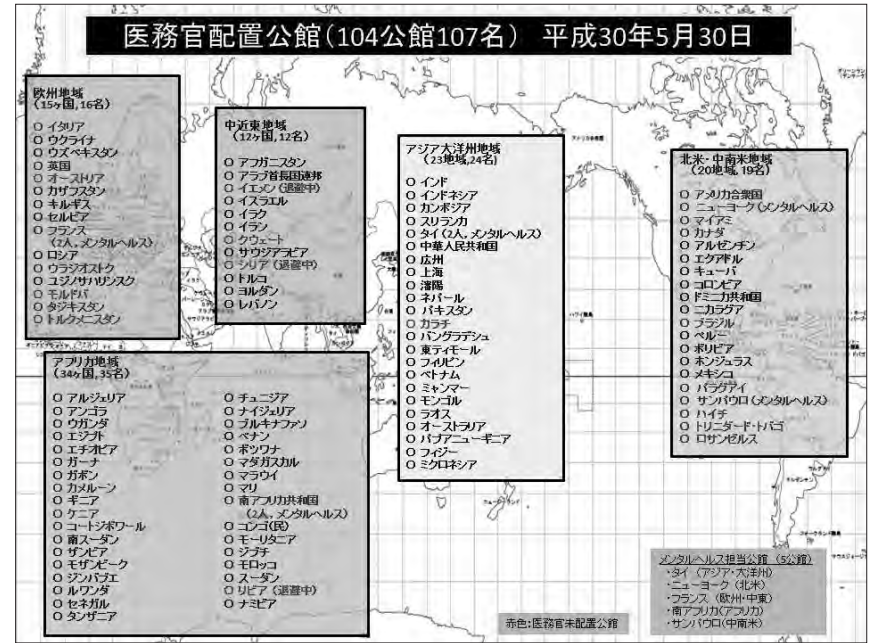 医務官配置公館(104公館107名) 平成30年5月30日
欧州地域
(15ヶ国,16名)
○ イタリア
○ ウクライナ
○ ウズベキスタン
○ 英国
○ オーストリア
○ カザフスタン
○ キルギス
○ セルビア
○ フランス
(2人, メンタルヘルス)
○ ロシア
○ ウラジオストク
○ ユジノサハリンスク
○ モルドバ
○ タジキスタン
○ トルクメニスタン
中近東地域
(12ヶ国,12名)
○ アフガニスタン
○ アラブ首長国連邦
○ イエメン (退避中)
○ イスラエル
○ イラク
○ イラン
○ クウェート
○ サウジアラビア
○ シリア (退避中)
○ トルコ
○ ヨルダン
○ レバノン
アジア大洋州地域
(23地域,24名)
○ インド
○ インドネシア
○ カンボジア
○ スリランカ
○ タイ (2人, メンタルヘルス)
○ 中華人民共和国
○ 広州
○ 上海
○ 瀋陽
○ ネパール
○ パキスタン
○ カラチ
○ バングラデシュ
○ 東ティモール
○ フィリピン
○ ベトナム
○ ミャンマー
○ モンゴル
○ ラオス
○ オーストラリア
○ パプアニューギニア
○ フィジー
○ ミクロネシア
北米・中南米地域
(20地域,19名)
○ アメリカ合衆国
○ ニューヨーク (メンタルヘルス)
○ マイアミ
○ カナダ
○ アルゼンチン
○ エクアドル
○ キューバ
○ コロンビア
○ ドミニカ共和国
○ ニカラグア
○ ブラジル
○ ペルー
○ ボリビア
○ ホンジュラス
○ メキシコ
○ パラグアイ
○ サンパウロ (メンタルヘルス)
○ ハイチ
○ トリニダード・トバゴ
○ ロサンゼルス
アフリカ地域
(34ヶ国,35名)
○ アルジェリア
○ アンゴラ
○ ウガンダ
○ エジプト
○ エチオピア
○ ガーナ
○ ガボン
○ カメルーン
○ ギニア
○ ケニア
○ コートジボワール
○ 南スーダン
○ ザンビア
○ モザンビーク
○ ジンバブエ
○ ルワンダ
○ セネガル
○ タンザニア
○ チュニジア
○ ナイジェリア
○ ブルキナファソ
○ ベナン
○ ボツワナ
○ マダガスカル
○ マラウイ
○ マリ
○ 南アフリカ共和国
(2人, メンタルヘルス)
○ コンゴ(民)
○ モーリタニア
○ ジブチ
○ モロッコ
○ スーダン
○ リビア (退避中)
○ ナミビア
赤色:医務官未配置公館
メンタルヘルス担当公館 (5公館)
・タイ (アジア・大洋州)
・ニューヨーク (北米)
・フランス (欧州・中東)
・南アフリカ(アフリカ)
・サンパウロ(中南米)